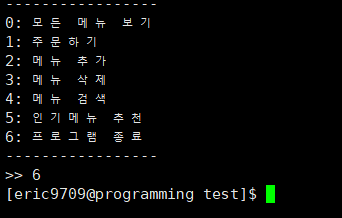 -----------------
0: 모든 메뉴 보기
1: 주문하기
2: 메뉴 추가
3: 메뉴 삭제
4: 메뉴 검색
5: 인기메뉴 추천
6: 프로그램 종료
-----------------
>> 6
[eric9709@programming test]$